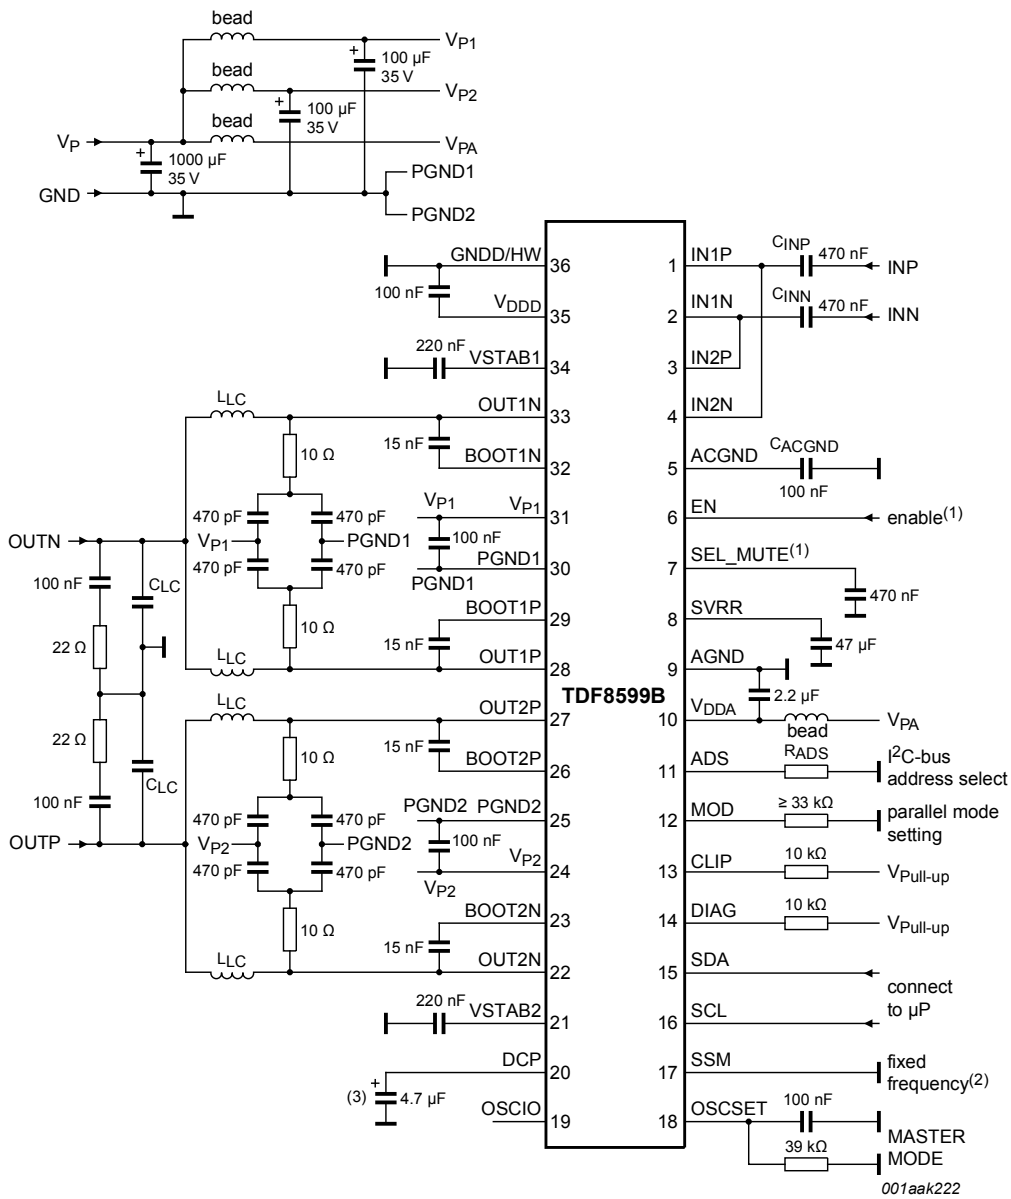 bead
V_P1
100 µF
35 V
bead
V_P2
100 µF
35 V
bead
V_P
V_PA
1000 µF
35 V
GND
PGND1
PGND2
GNDD/HW
36
100 nF
V_DDD
35
220 nF
VSTAB1
34
L_LC
OUT1N
33
15 nF
10 Ω
BOOT1N
32
V_P1
V_P1
31
470 pF
470 pF
OUTN
V_P1
PGND1
100 nF
PGND1
30
470 pF
470 pF
PGND1
100 nF
C_LC
BOOT1P
29
10 Ω
15 nF
22 Ω
L_LC
OUT1P
28
TDF8599B
L_LC
OUT2P
27
22 Ω
10 Ω
15 nF
BOOT2P
26
C_LC
100 nF
PGND2
PGND2
25
470 pF
470 pF
OUTP
V_P2
PGND2
100 nF
V_P2
24
470 pF
470 pF
V_P2
BOOT2N
23
10 Ω
15 nF
L_LC
OUT2N
22
220 nF
VSTAB2
21
DCP
20
(3)
+
4.7 µF
OSCIO
19
1
IN1P
C_INP
470 nF
INP
2
IN1N
C_INN
470 nF
INN
3
IN2P
4
IN2N
5
ACGND
C_ACGND
100 nF
6
EN
enable(1)
7
SEL_MUTE(1)
470 nF
8
SVRR
47 µF
9
AGND
2.2 µF
10
V_DDA
bead
V_PA
11
ADS
R_ADS
I²C-bus
address select
12
MOD
≥ 33 kΩ
parallel mode
setting
13
CLIP
10 kΩ
V_Pull-up
14
DIAG
10 kΩ
V_Pull-up
15
SDA
connect
to µP
16
SCL
17
SSM
fixed
frequency(2)
18
OSCSET
100 nF
39 kΩ
MASTER
MODE
001aak222